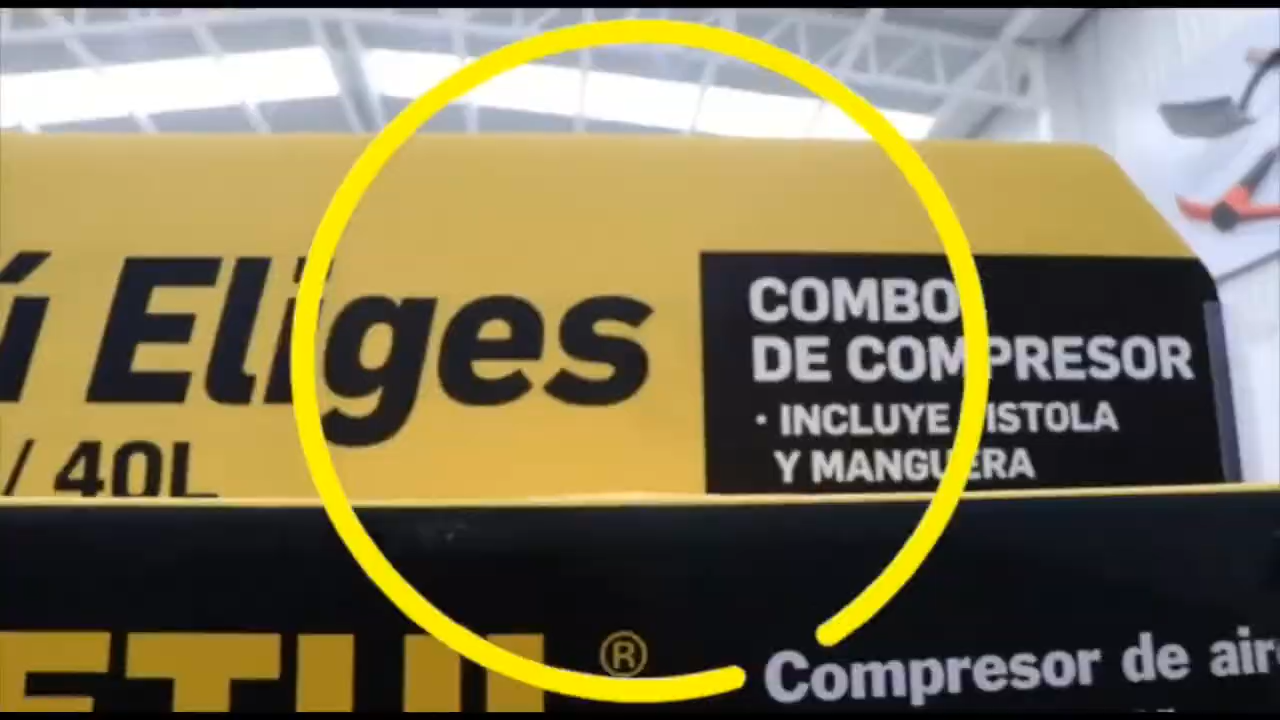 Eliges
/ 40L
COMBO
DE COMPRESOR
· INCLUYE PISTOLA
Y MANGUERA
®
Compresor de aire